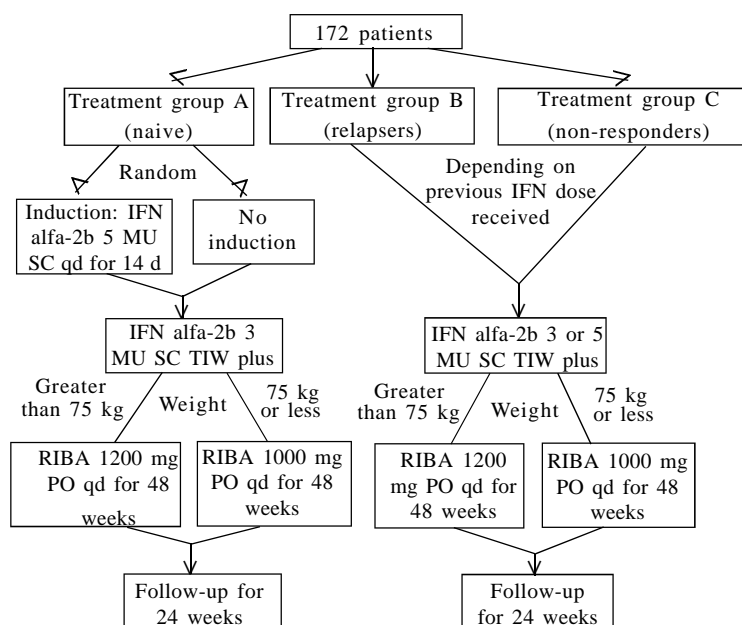 172 patients
Treatment group A
(naive)
Treatment group B
(relapsers)
Treatment group C
(non-responders)
Random
Depending on
previous IFN dose
received
Induction: IFN
alfa-2b 5 MU
SC qd for 14 d
No
induction
IFN alfa-2b 3
MU SC TIW plus
IFN alfa-2b 3 or 5
MU SC TIW plus
Greater
than 75 kg
Weight
75 kg
or less
Greater
than 75 kg
Weight
75 kg
or less
RIBA 1200 mg
PO qd for 48
weeks
RIBA 1000 mg
PO qd for 48
weeks
RIBA 1200
mg PO qd for
48 weeks
RIBA 1000 mg
PO qd for 48
weeks
Follow-up for
24 weeks
Follow-up
for 24 weeks